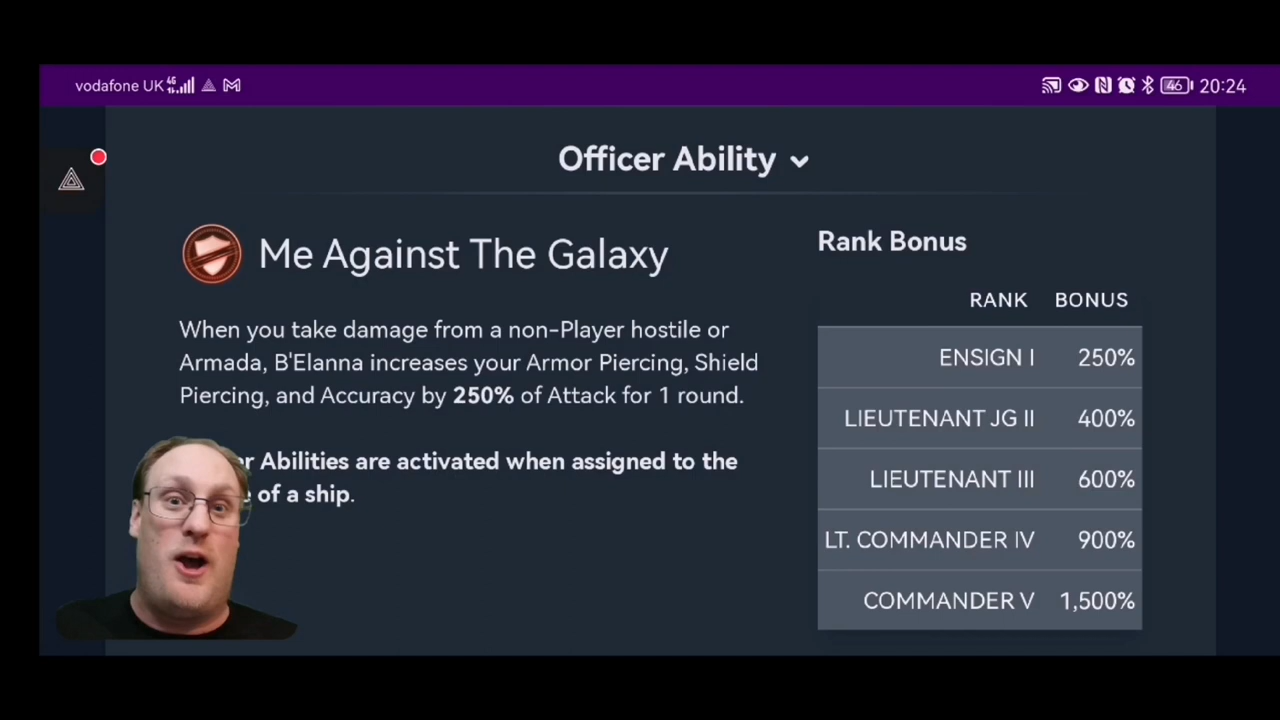 vodafone UK 4G 46 20:24
Officer Ability
Me Against The Galaxy
When you take damage from a non-Player hostile or
Armada, B'Elanna increases your Armor Piercing, Shield
Piercing, and Accuracy by 250% of Attack for 1 round.
r Abilities are activated when assigned to the
e of a ship.
Rank Bonus
RANK BONUS
ENSIGN I 250%
LIEUTENANT JG II 400%
LIEUTENANT III 600%
LT. COMMANDER IV 900%
COMMANDER V 1,500%